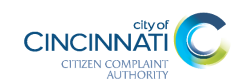 city of
CINCINNATI
CITIZEN COMPLAINT
AUTHORITY